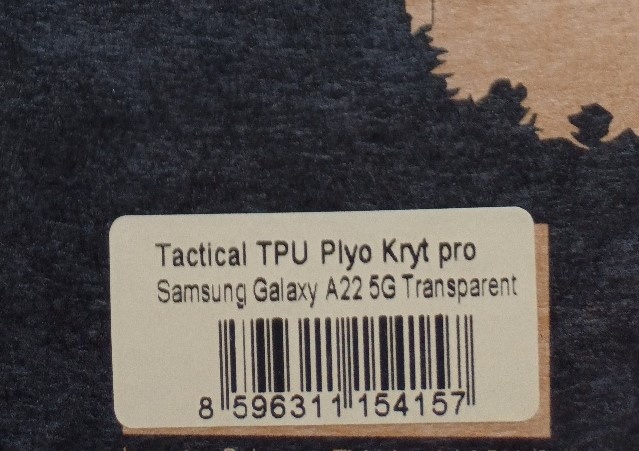 Tactical TPU Plyo Kryt pro
Samsung Galaxy A22 5G Transparent
8 596311 154157